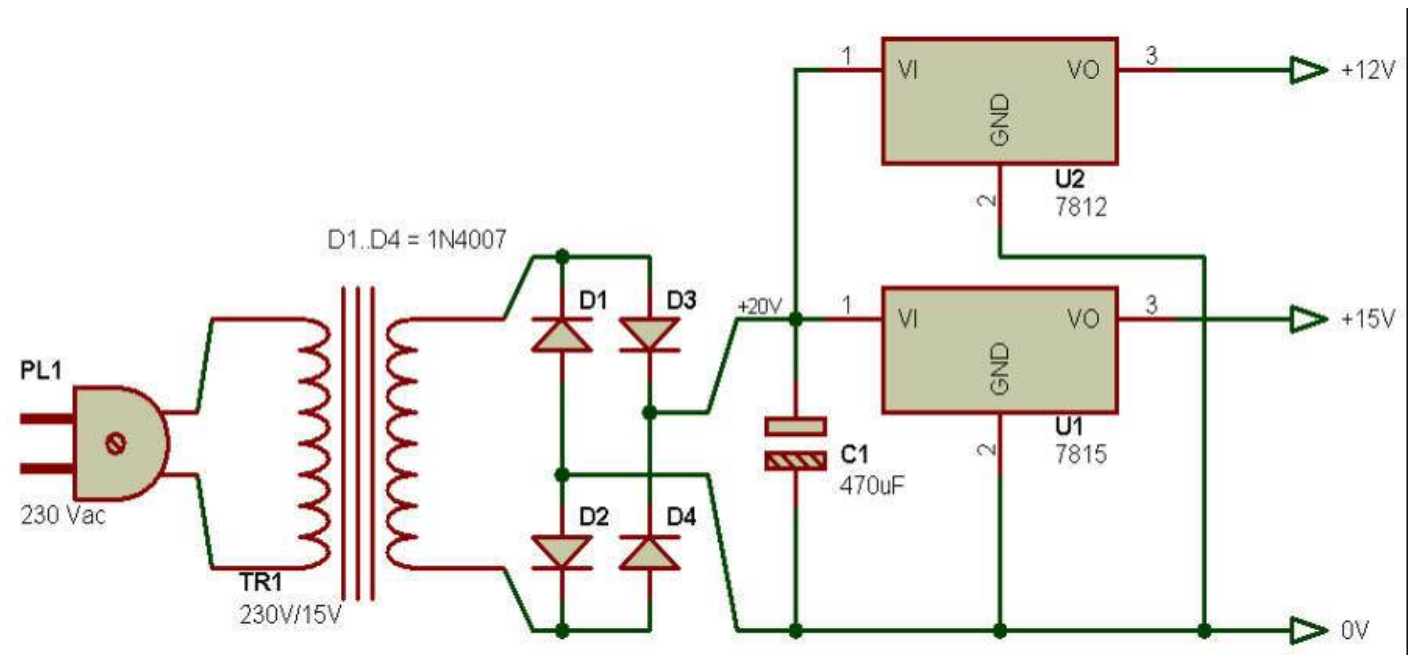 1
VI
VO
3
+12V
GND
2
U2
7812
D1..D4 = 1N4007
D1
D3
+20V
1
VI
VO
3
+15V
GND
2
U1
7815
PL1
230 Vac
C1
470uF
D2
D4
TR1
230V/15V
0V